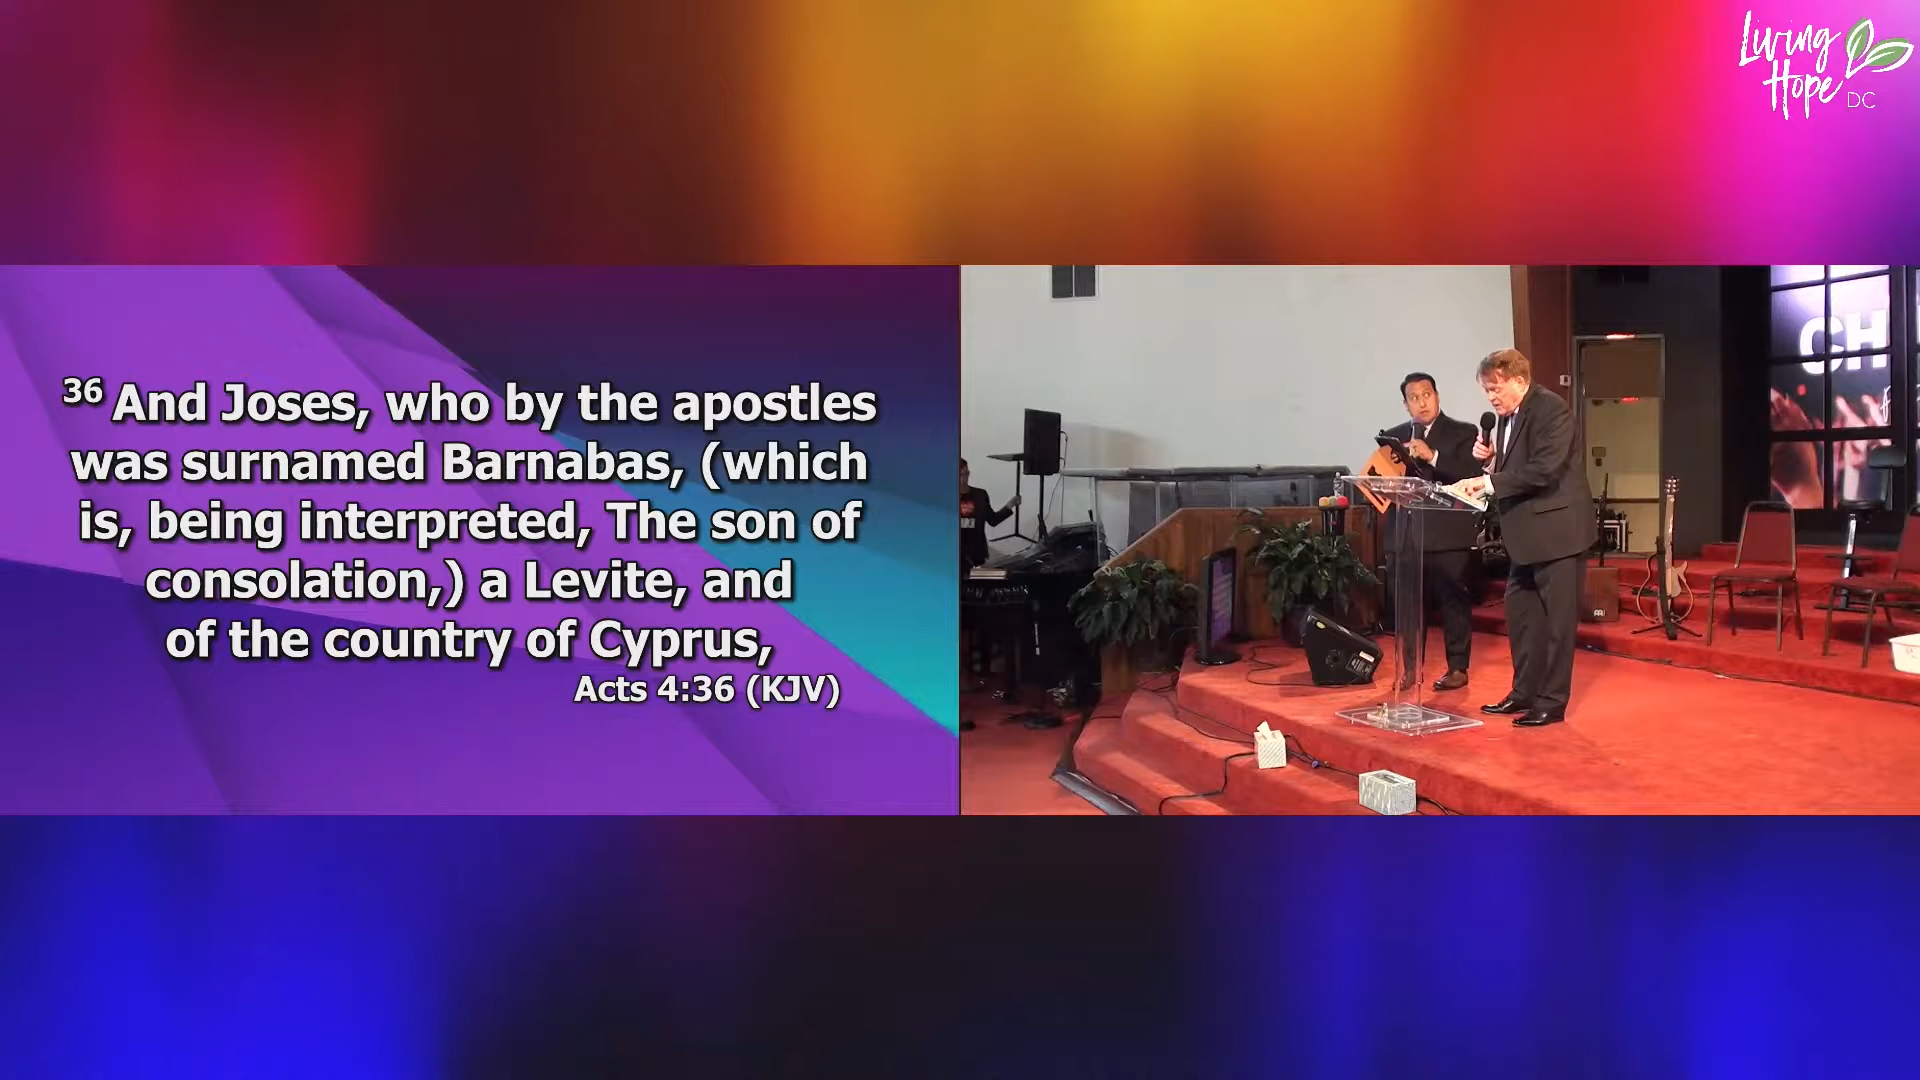 Living
Hope
DC
36 And Joses, who by the apostles
was surnamed Barnabas, (which
is, being interpreted, The son of
consolation,) a Levite, and
of the country of Cyprus,
Acts 4:36 (KJV)
CH